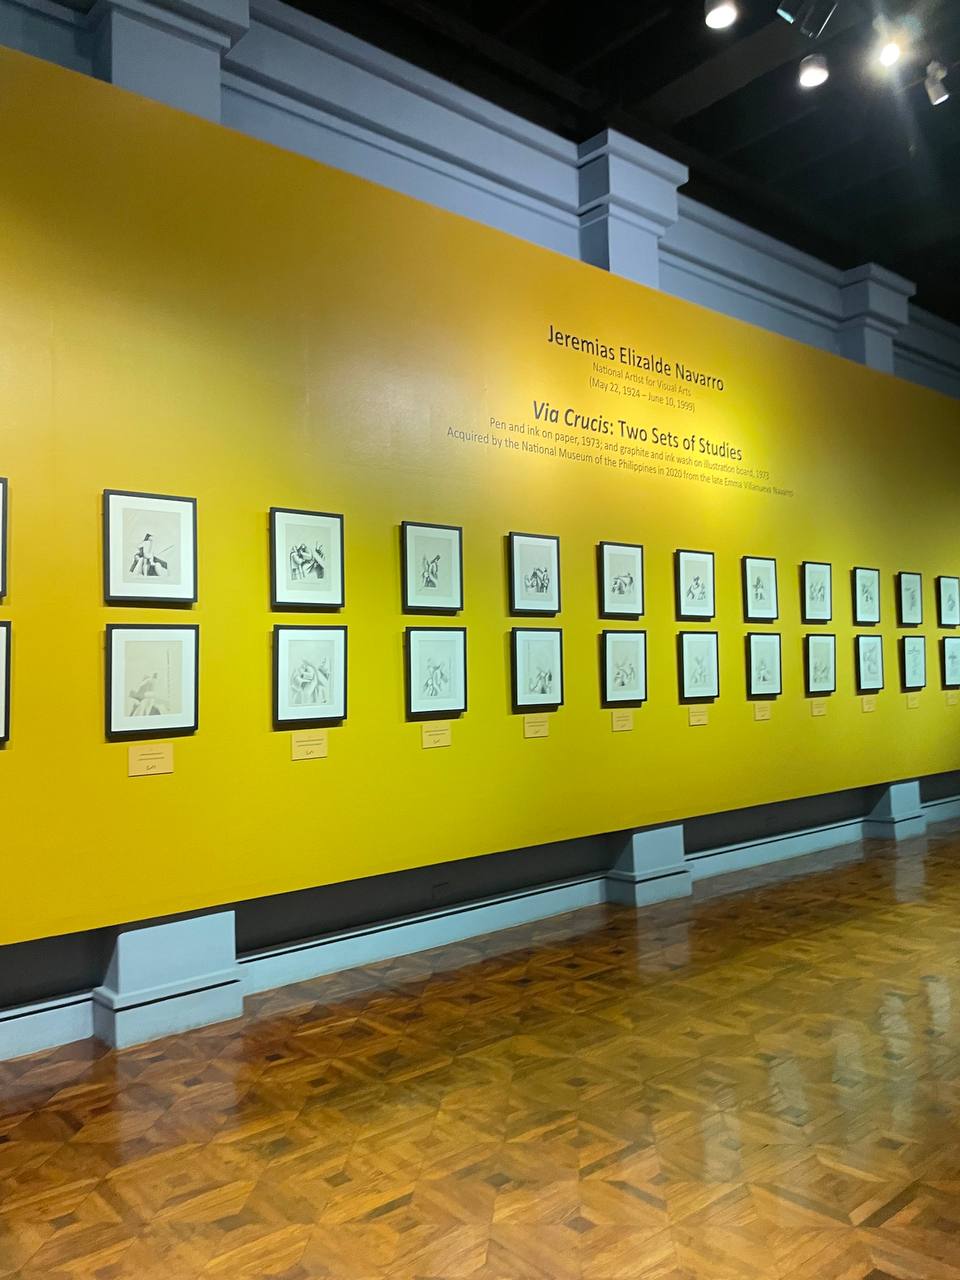 Jeremias Elizalde Navarro
National Artist for Visual Arts
(May 22, 1924 – June 10, 1999)
Via Crucis: Two Sets of Studies
Pen and ink on paper, 1973; and graphite and ink wash on illustration board, 1973
Acquired by the National Museum of the Philippines in 2020 from the late Emma Villanueva Navarro